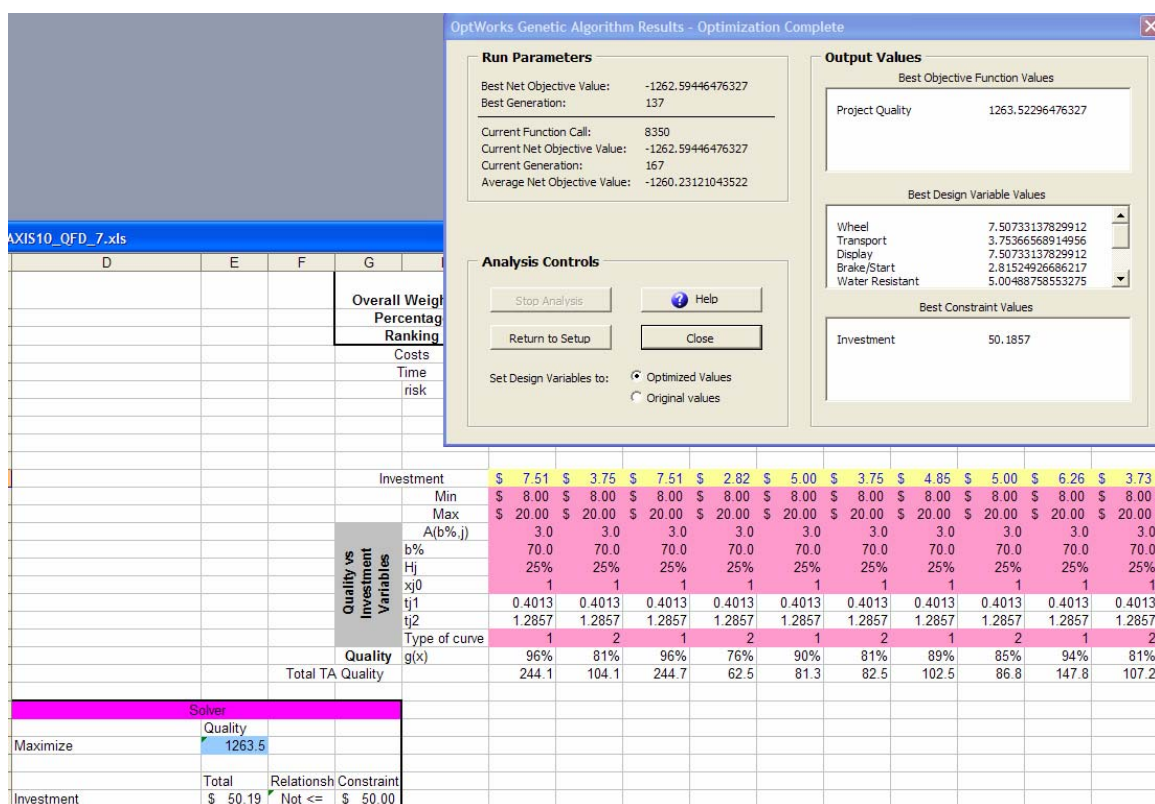 OptWorks Genetic Algorithm Results - Optimization Complete
Run Parameters
Best Net Objective Value: -1262.59446476327
Best Generation: 137
Current Function Call: 8350
Current Net Objective Value: -1262.59446476327
Current Generation: 167
Average Net Objective Value: -1260.23121043522
Analysis Controls
Stop Analysis
Help
Return to Setup
Close
Set Design Variables to: Optimized Values
Original values
Output Values
Best Objective Function Values
Project Quality 1263.52296476327
Best Design Variable Values
Wheel 7.50733137829912
Transport 3.75366568914956
Display 7.50733137829912
Brake/Start 2.81524926686217
Water Resistant 5.00488758553275
Best Constraint Values
Investment 50.1857
AXIS10_QFD_7.xls
D E F G
Overall Weigh
Percentag
Ranking
Costs
Time
risk
Investment $ 7.51 $ 3.75 $ 7.51 $ 2.82 $ 5.00 $ 3.75 $ 4.85 $ 5.00 $ 6.26 $ 3.73
Min $ 8.00 $ 8.00 $ 8.00 $ 8.00 $ 8.00 $ 8.00 $ 8.00 $ 8.00 $ 8.00 $ 8.00
Max $ 20.00 $ 20.00 $ 20.00 $ 20.00 $ 20.00 $ 20.00 $ 20.00 $ 20.00 $ 20.00 $ 20.00
Quality vs Investment Variables
A(b%,j) 3.0 3.0 3.0 3.0 3.0 3.0 3.0 3.0 3.0 3.0
b% 70.0 70.0 70.0 70.0 70.0 70.0 70.0 70.0 70.0 70.0
Hj 25% 25% 25% 25% 25% 25% 25% 25% 25% 25%
xj0 1 1 1 1 1 1 1 1 1 1
tj1 0.4013 0.4013 0.4013 0.4013 0.4013 0.4013 0.4013 0.4013 0.4013 0.4013
tj2 1.2857 1.2857 1.2857 1.2857 1.2857 1.2857 1.2857 1.2857 1.2857 1.2857
Type of curve 1 2 1 2 1 2 1 2 1 2
Quality g(x) 96% 81% 96% 76% 90% 81% 89% 85% 94% 81%
Total TA Quality 244.1 104.1 244.7 62.5 81.3 82.5 102.5 86.8 147.8 107.2
Solver
Quality
Maximize 1263.5
Total Relationsh Constraint
Investment $ 50.19 Not <= $ 50.00